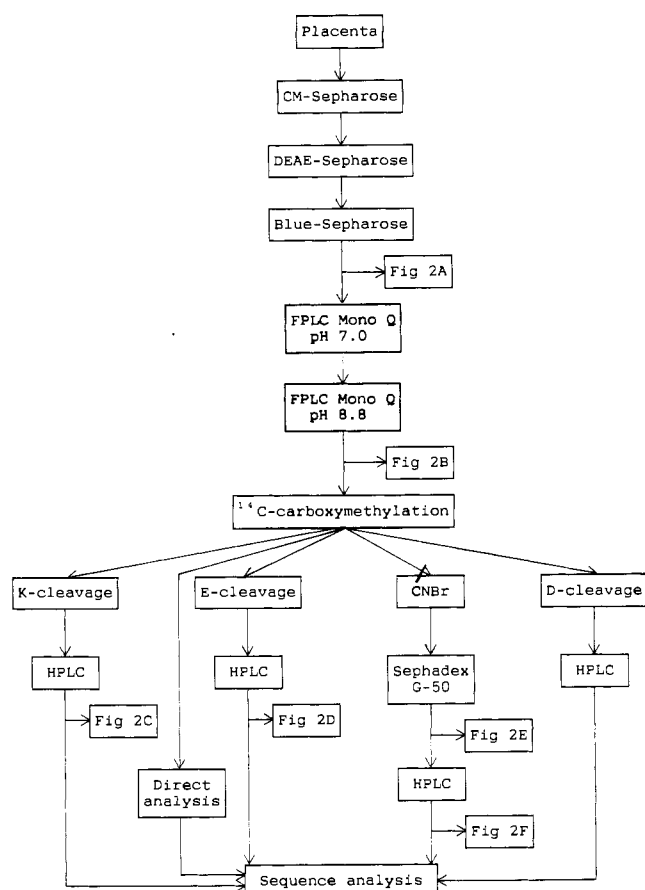 Placenta
CM-Sepharose
DEAE-Sepharose
Blue-Sepharose
Fig 2A
FPLC Mono Q
pH 7.0
FPLC Mono Q
pH 8.8
Fig 2B
14C-carboxymethylation
K-cleavage
E-cleavage
CNBr
D-cleavage
HPLC
HPLC
Sephadex
G-50
HPLC
Fig 2C
Fig 2D
Fig 2E
Direct
analysis
HPLC
Fig 2F
Sequence analysis